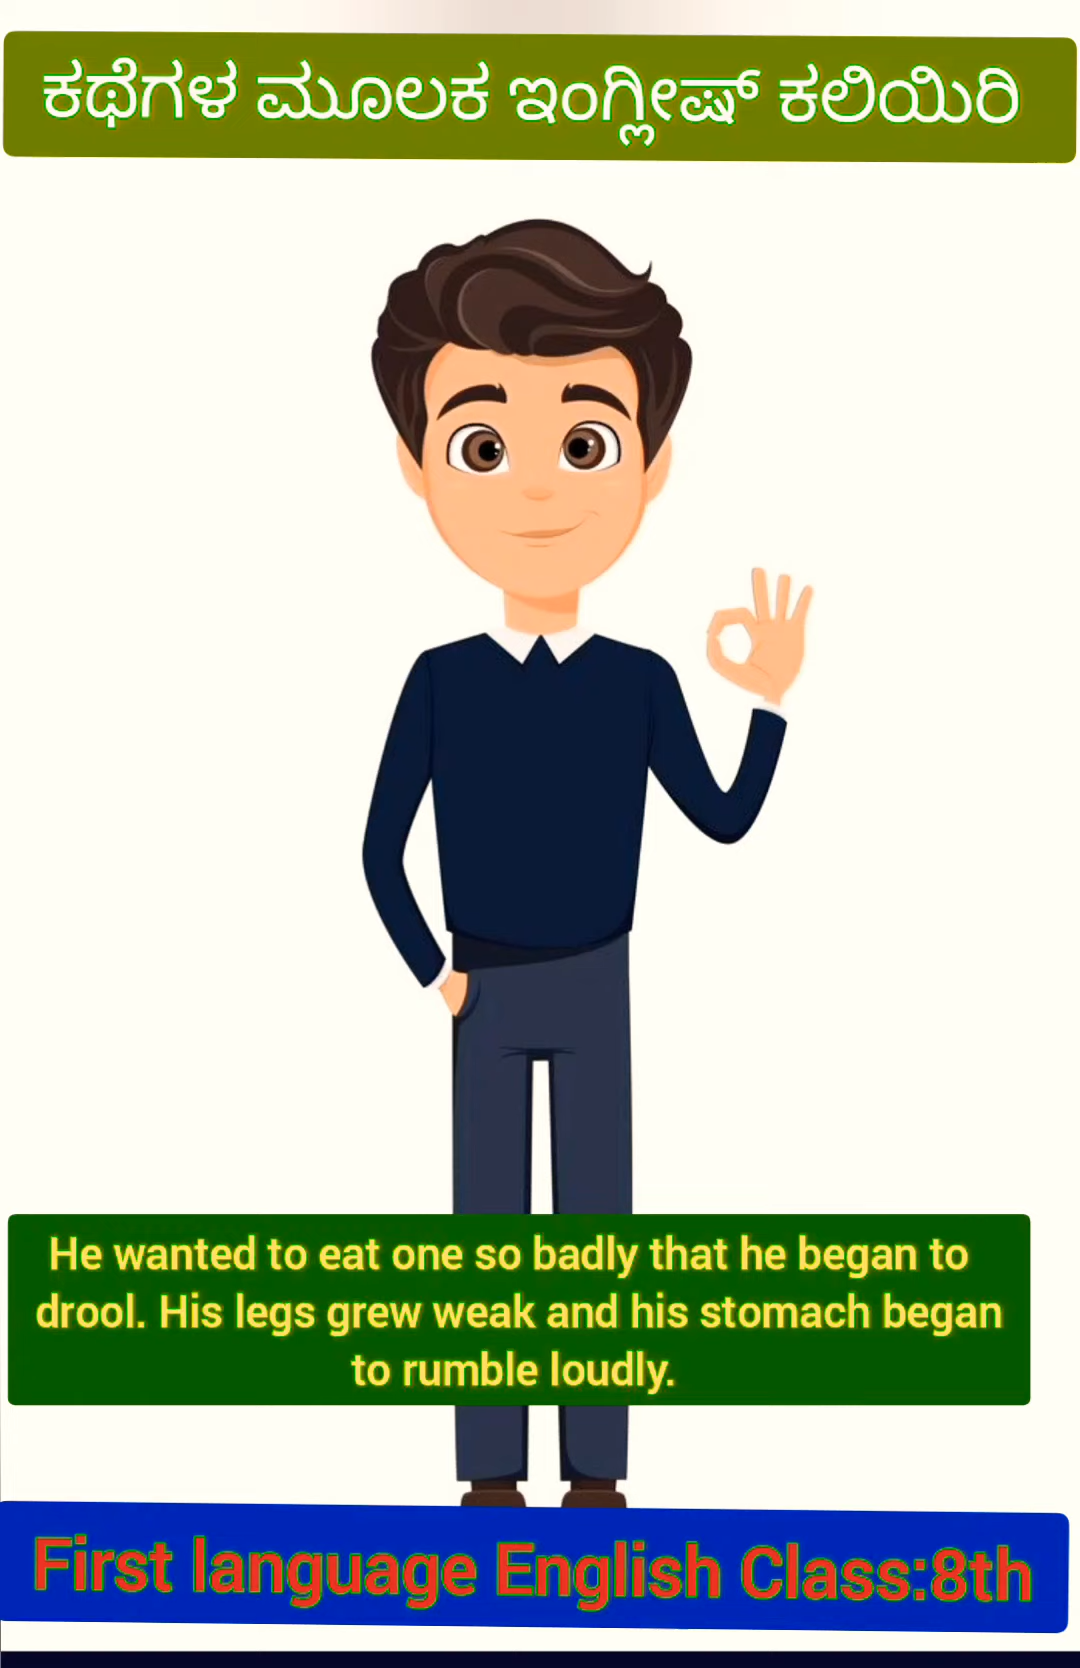 ಕಥೆಗಳ ಮೂಲಕ ಇಂಗ್ಲೀಷ್ ಕಲಿಯಿರಿ
He wanted to eat one so badly that he began to
drool. His legs grew weak and his stomach began
to rumble loudly.
First language English Class:8th